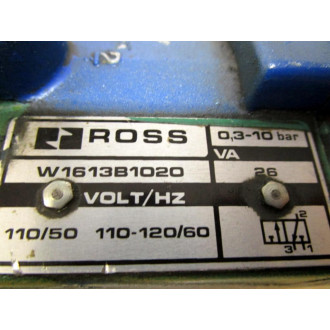 ROSS 0,3-10 bar
W1613B1020 VA 26
VOLT/HZ
110/50 110-120/60
2
3 1